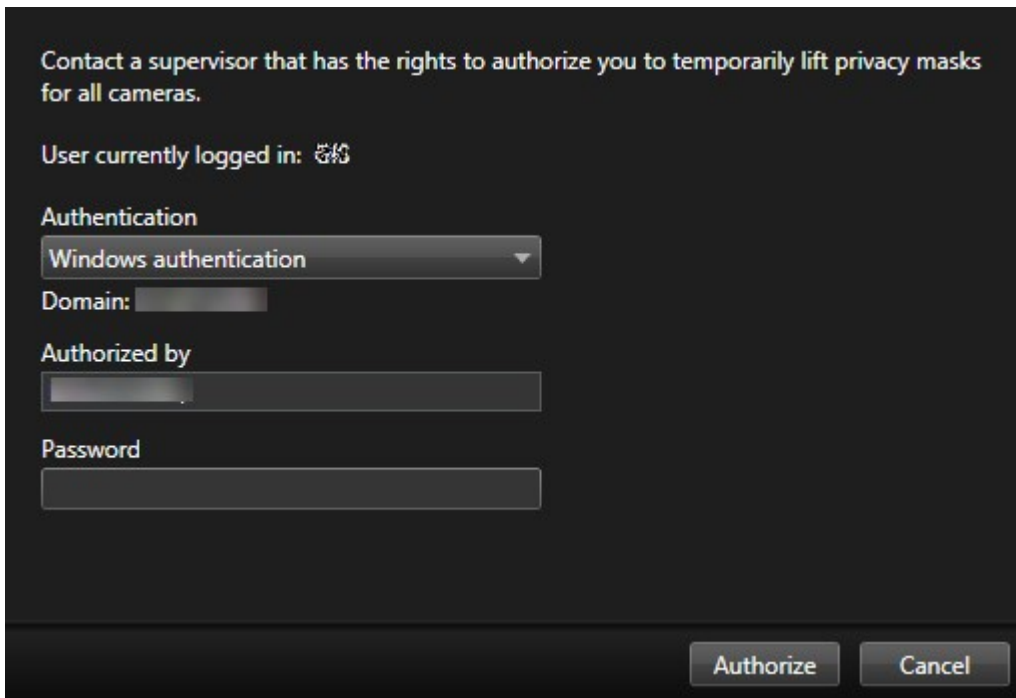 Contact a supervisor that has the rights to authorize you to temporarily lift privacy masks
for all cameras.
User currently logged in:
Authentication
Windows authentication
Domain:
Authorized by
Password
Authorize
Cancel